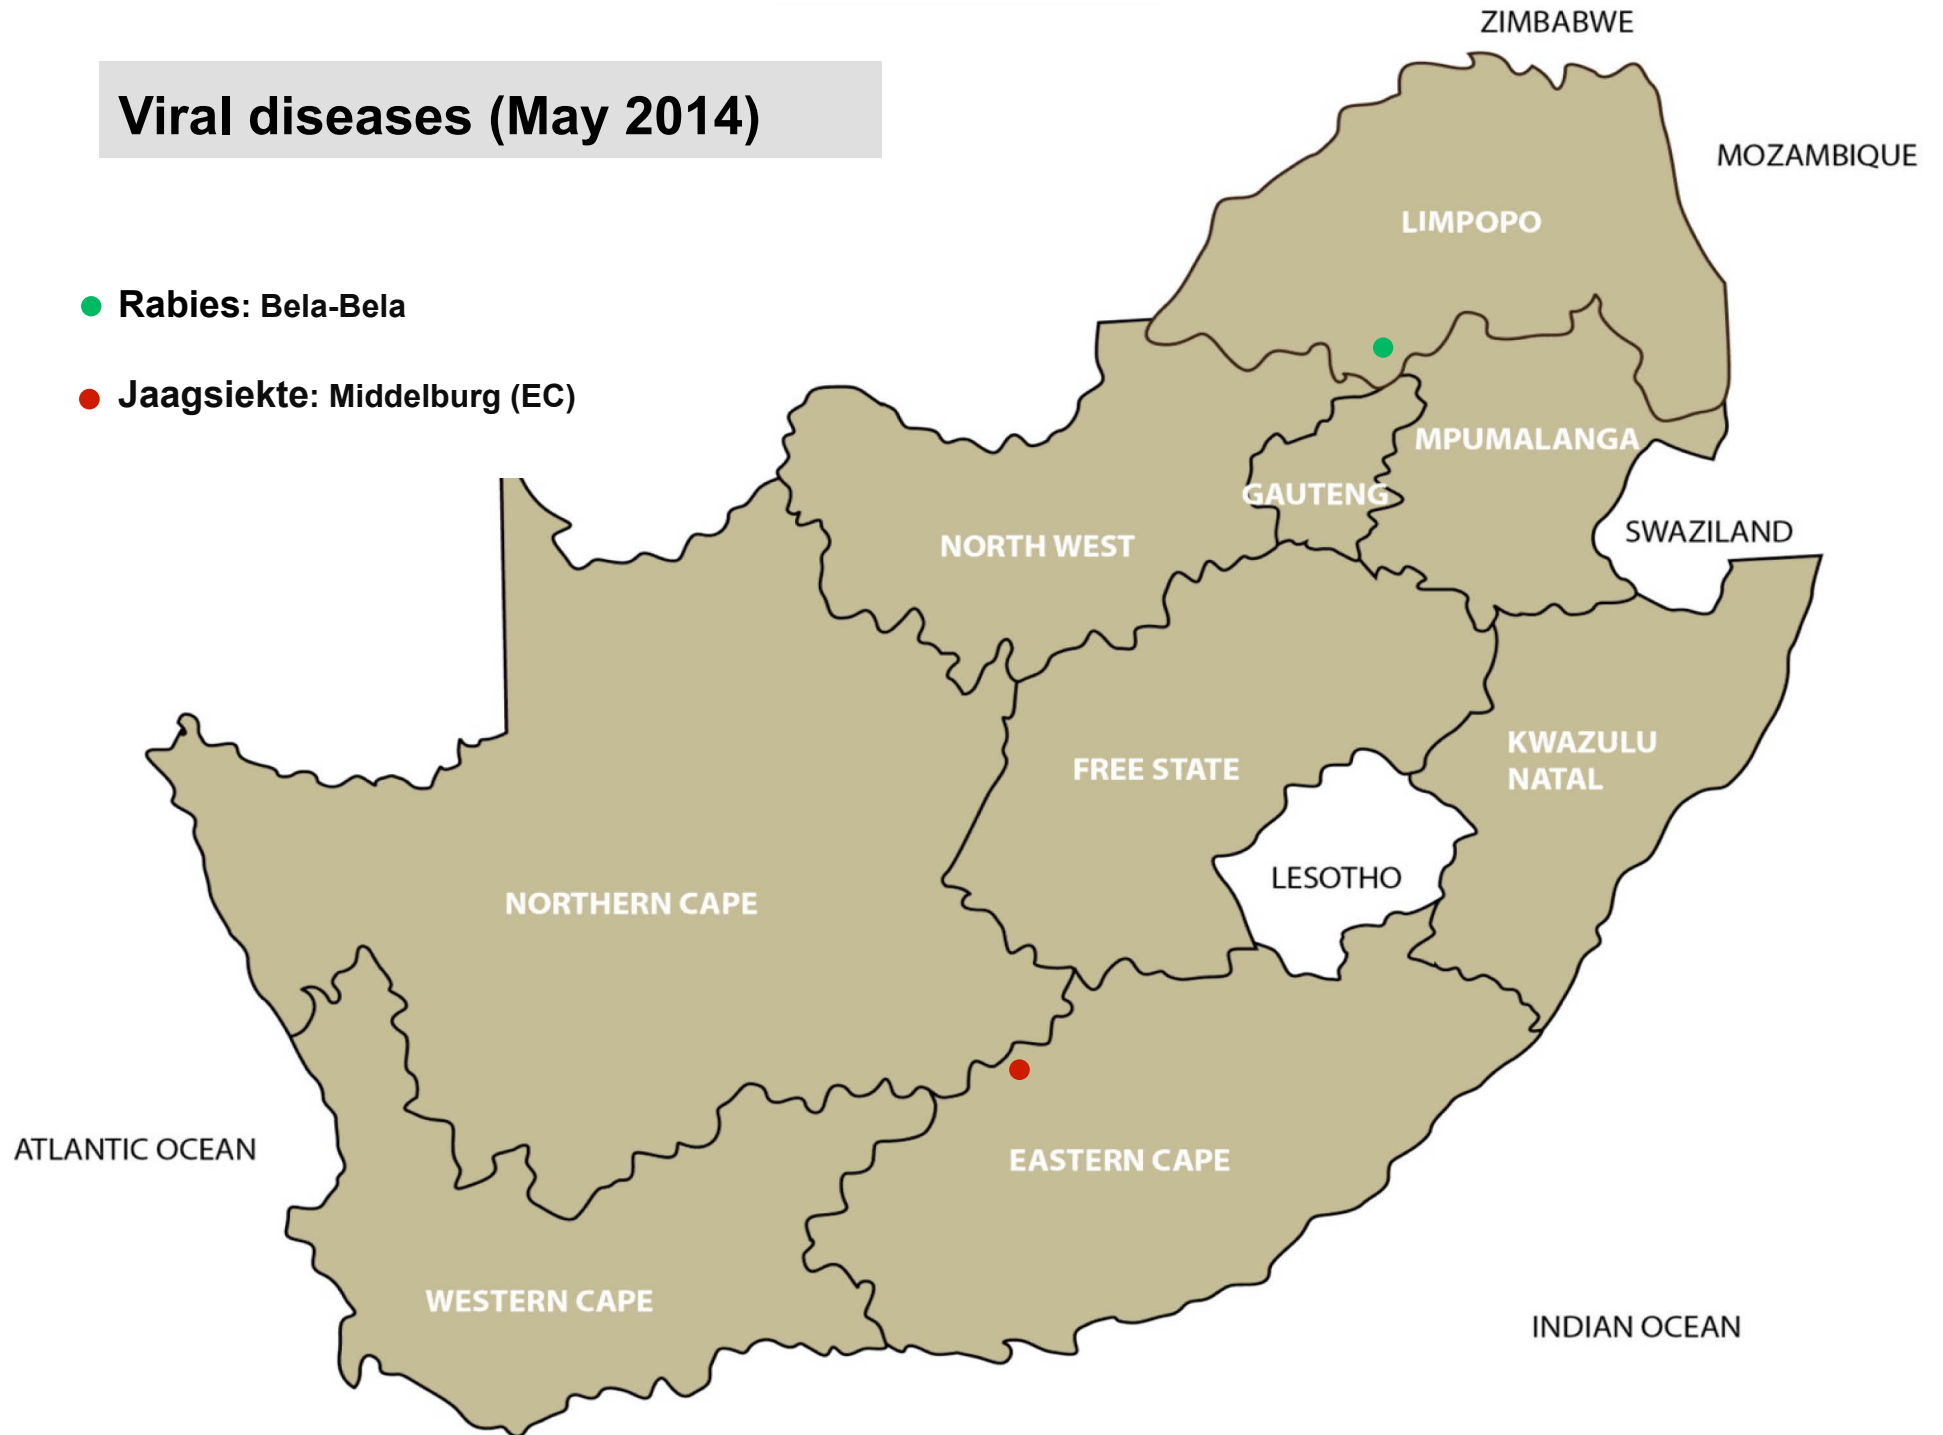 ZIMBABWE
Viral diseases (May 2014)
MOZAMBIQUE
LIMPOPO
Rabies: Bela-Bela
Jaagsiekte: Middelburg (EC)
MPUMALANGA
GAUTENG
SWAZILAND
NORTH WEST
KWAZULU
NATAL
FREE STATE
LESOTHO
NORTHERN CAPE
ATLANTIC OCEAN
EASTERN CAPE
WESTERN CAPE
INDIAN OCEAN